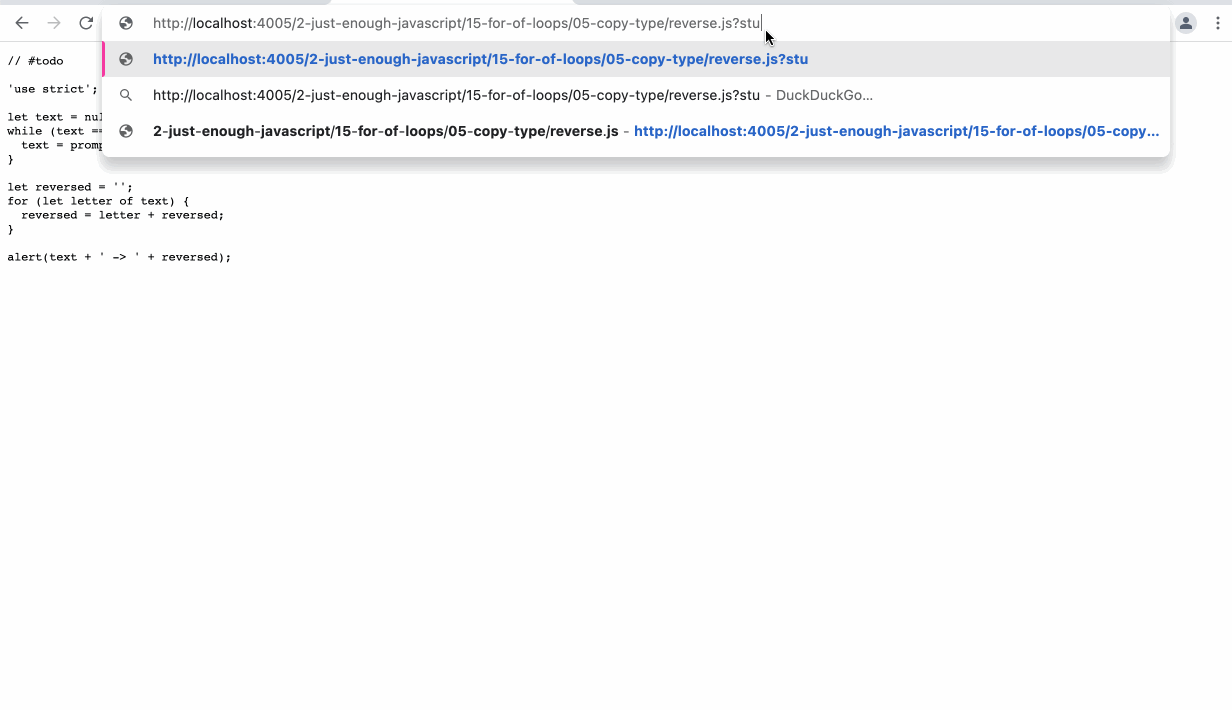 http://localhost:4005/2-just-enough-javascript/15-for-of-loops/05-copy-type/reverse.js?stu
http://localhost:4005/2-just-enough-javascript/15-for-of-loops/05-copy-type/reverse.js?stu
http://localhost:4005/2-just-enough-javascript/15-for-of-loops/05-copy-type/reverse.js?stu - DuckDuckGo...
2-just-enough-javascript/15-for-of-loops/05-copy-type/reverse.js - http://localhost:4005/2-just-enough-javascript/15-for-of-loops/05-copy...
// #todo
'use strict';
let text = nul
while (text ==
text = promp
}
let reversed = '';
for (let letter of text) {
reversed = letter + reversed;
}
alert(text + ' -> ' + reversed);